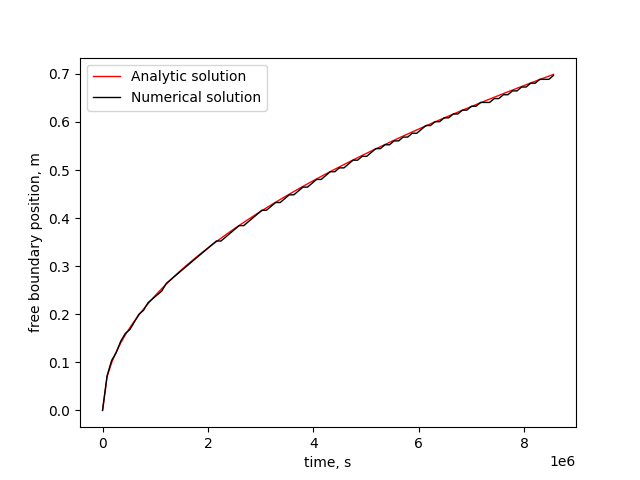 Analytic solution
Numerical solution
free boundary position, m
0.7
0.6
0.5
0.4
0.3
0.2
0.1
0.0
0 2 4 6 8
1e6
time, s